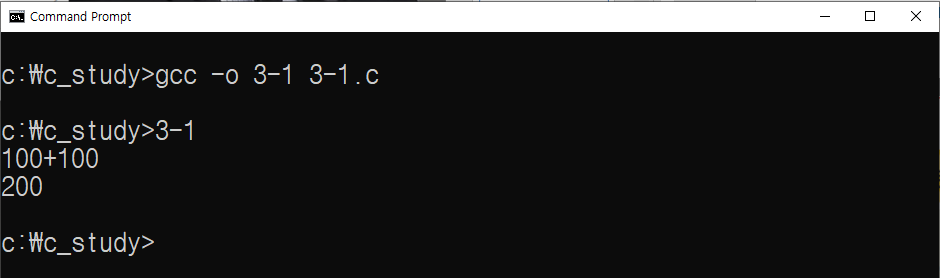 Command Prompt
c:₩c_study>gcc -o 3-1 3-1.c
c:₩c_study>3-1
100+100
200
c:₩c_study>